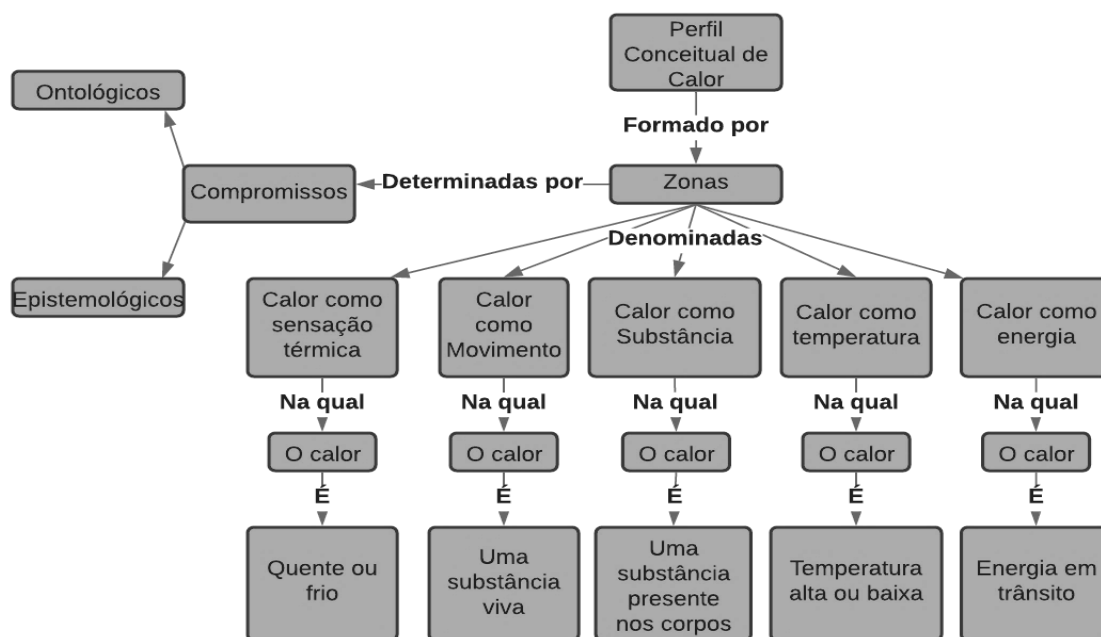 Perfil
Conceitual de
Calor
Ontológicos
Formado por
Compromissos
Determinadas por
Zonas
Denominadas
Epistemológicos
Calor como
sensação
térmica
Calor
como
Movimento
Calor como
Substância
Calor como
temperatura
Calor como
energia
Na qual
Na qual
Na qual
Na qual
Na qual
O calor
O calor
O calor
O calor
O calor
É
É
É
É
É
Quente ou
frio
Uma
substância
viva
Uma
substância
presente
nos corpos
Temperatura
alta ou baixa
Energia em
trânsito